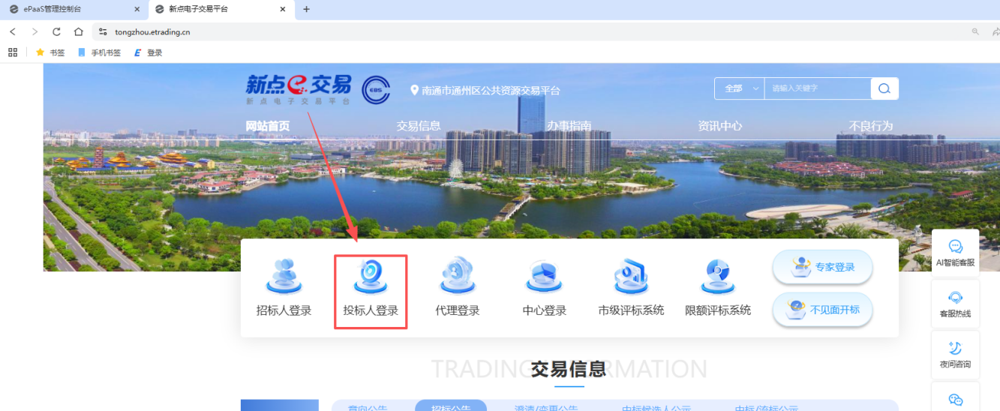 ePaaS管理控制台
新点电子交易平台
tongzhou.etrading.cn
书签
手机书签
登录
新点e交易
新点电子交易平台
EBS
南通市通州区公共资源交易平台
全部
请输入关键字
网站首页
交易信息
办事指南
资讯中心
不良行为
招标人登录
投标人登录
代理登录
中心登录
市级评标系统
限额评标系统
专家登录
不见面开标
AI智能客服
客服热线
夜间咨询
TRADING INFORMATION
交易信息
意向公告
招标公告
澄清/变更公告
中标候选人公示
中标/流标公示